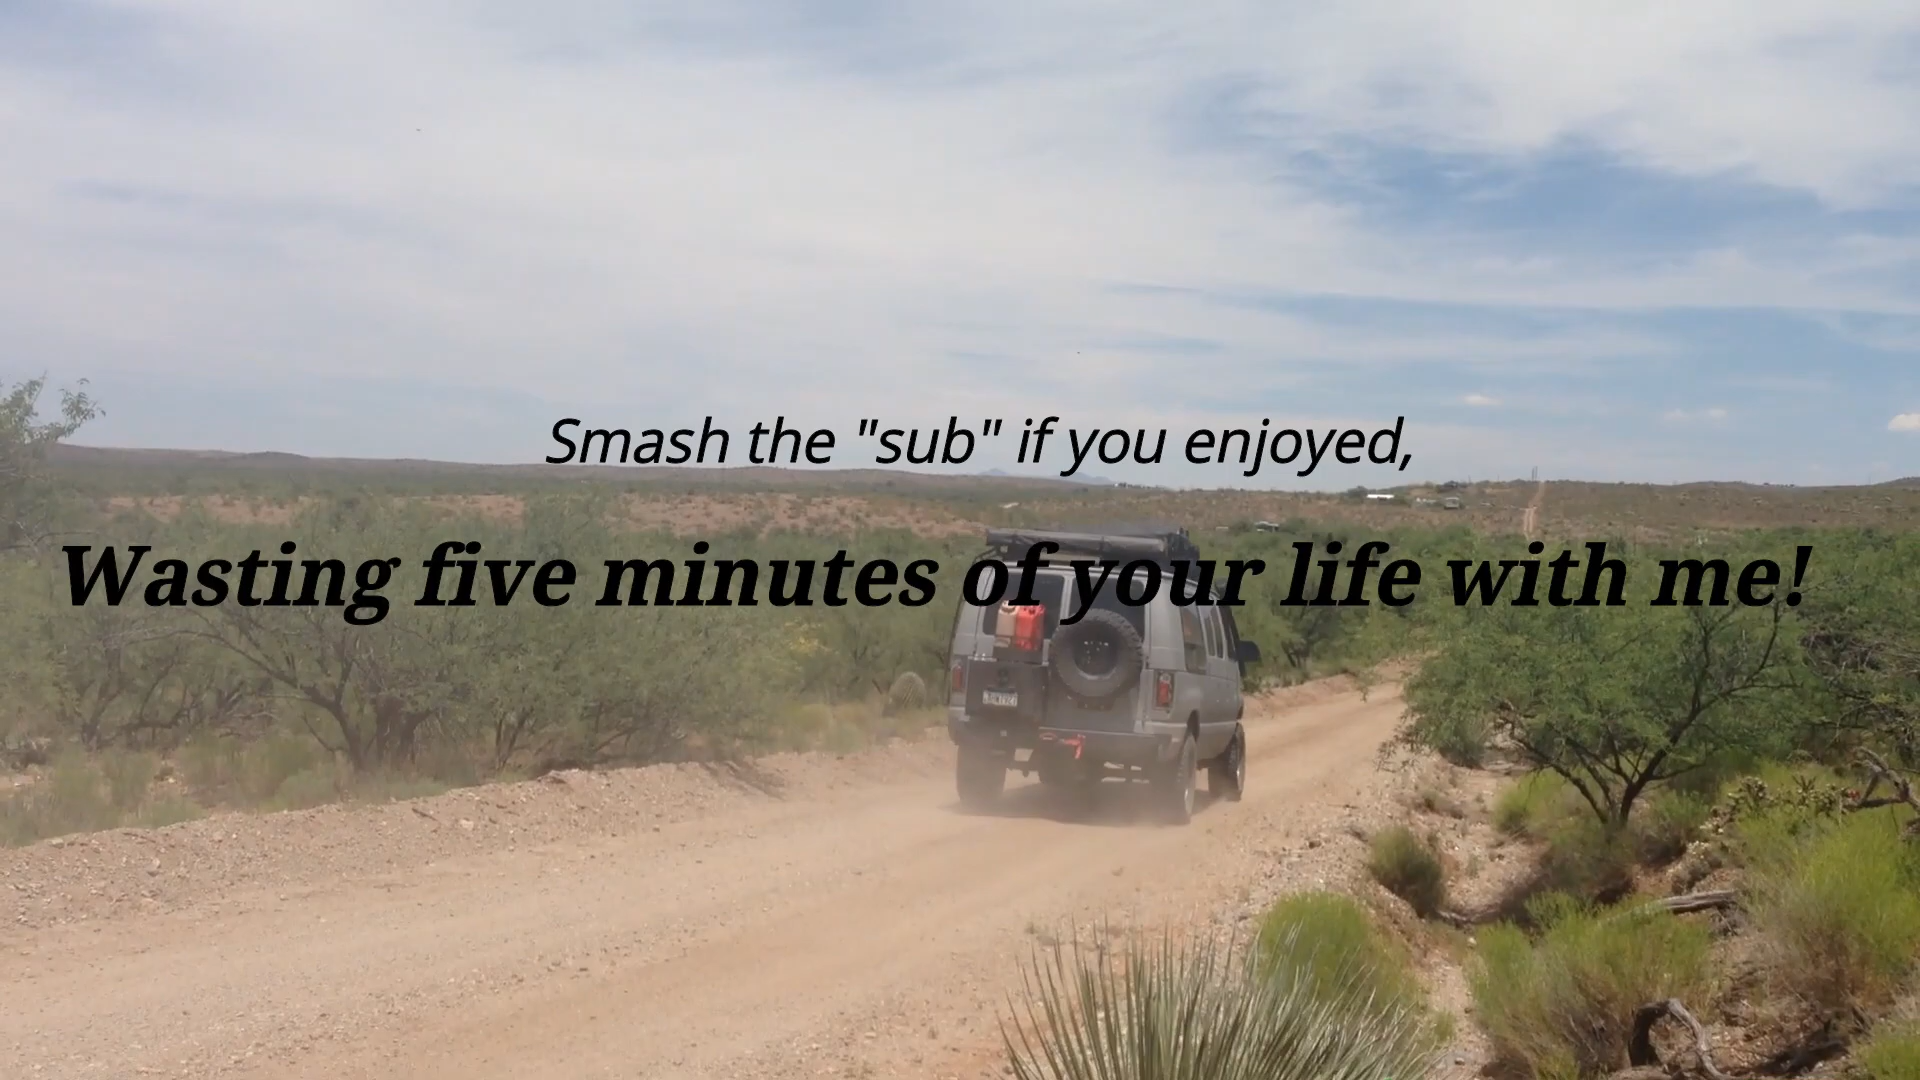 Smash the "sub" if you enjoyed,
Wasting five minutes of your life with me!